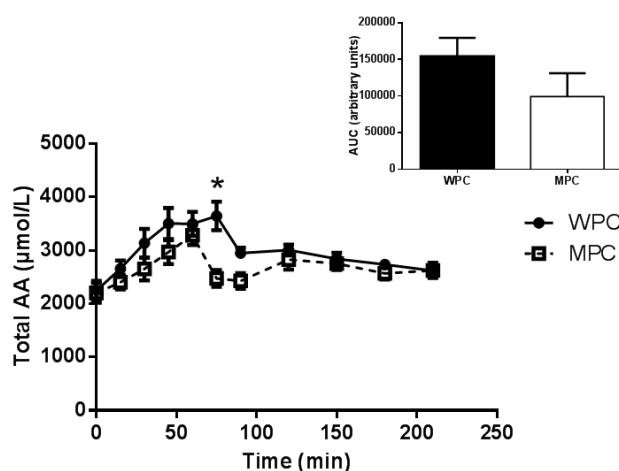 200000
150000
100000
50000
0
AUC (arbitrary units)
WPC
MPC
5000
4000
3000
2000
1000
0
Total AA (µmol/L)
*
WPC
MPC
0
50
100
150
200
250
Time (min)